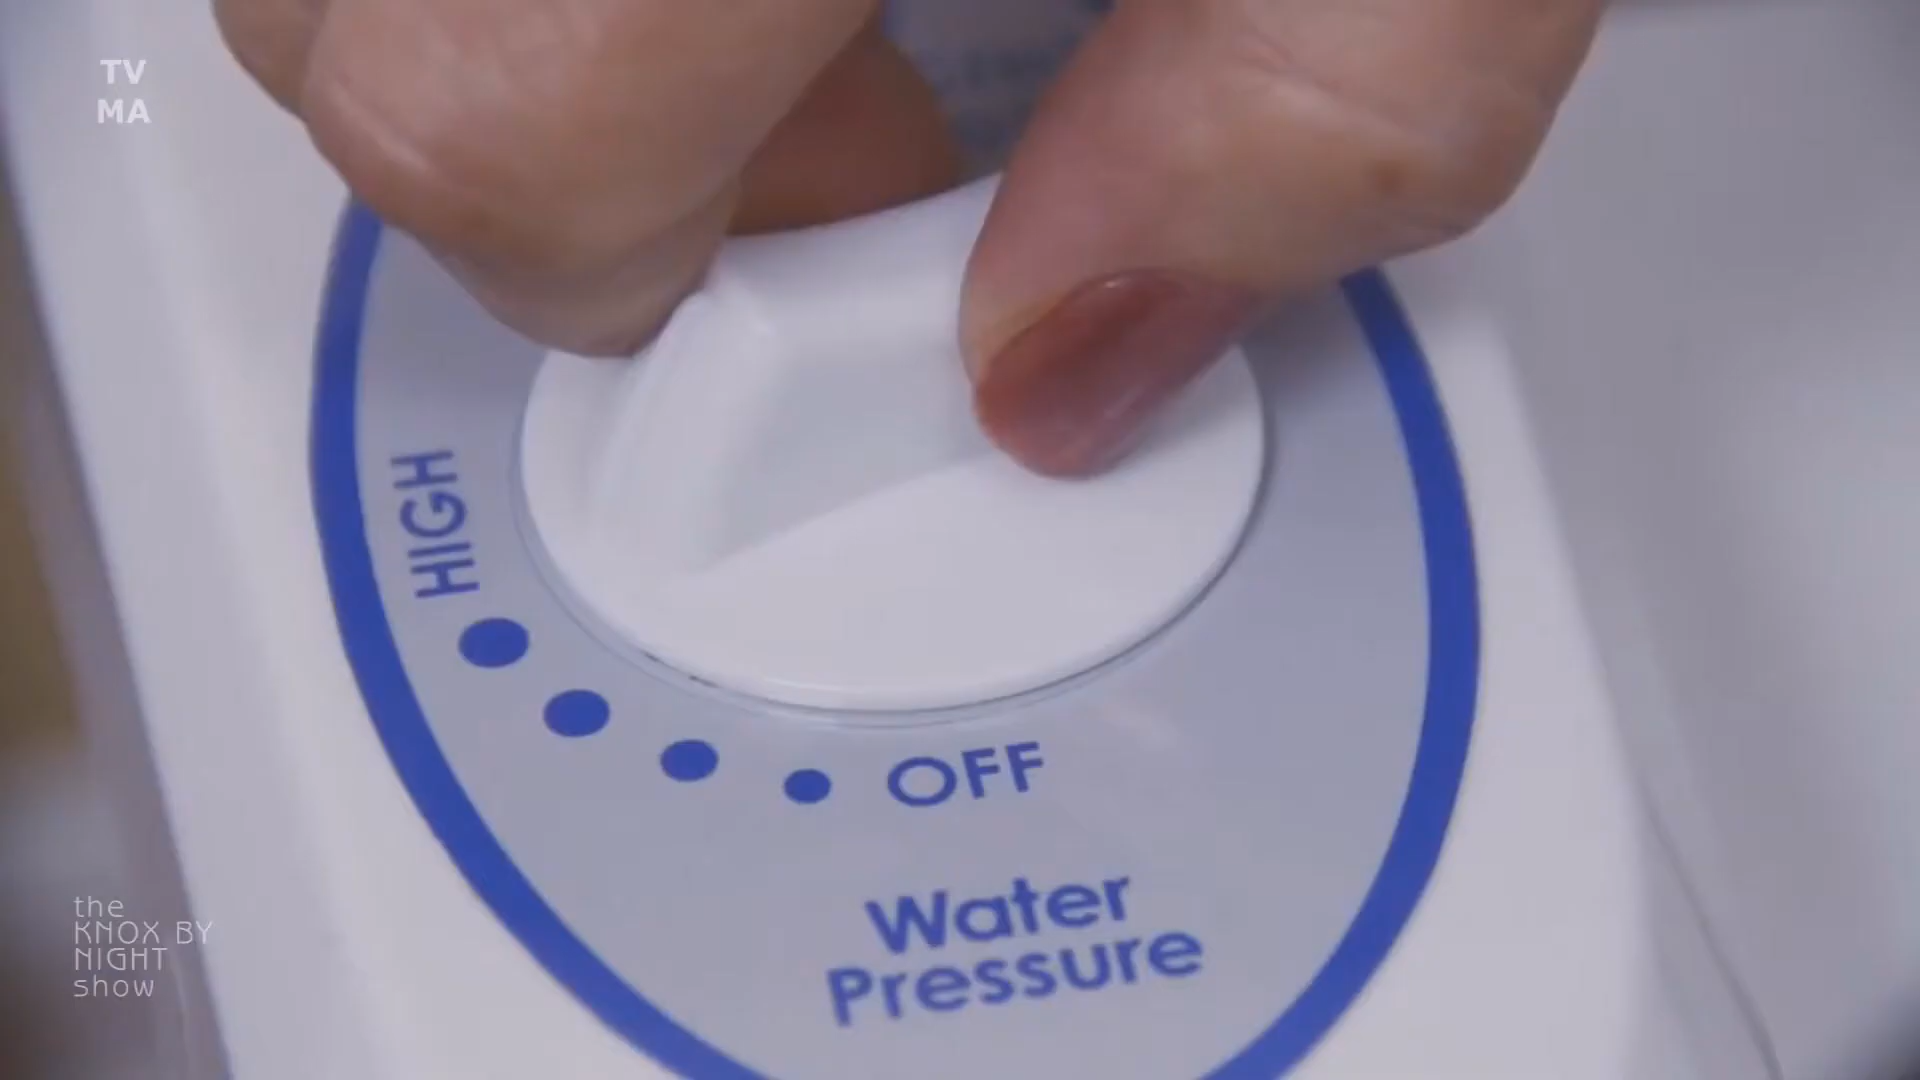 TV
MA
HIGH
OFF
Water
Pressure
the
KNOX BY
NIGHT
show